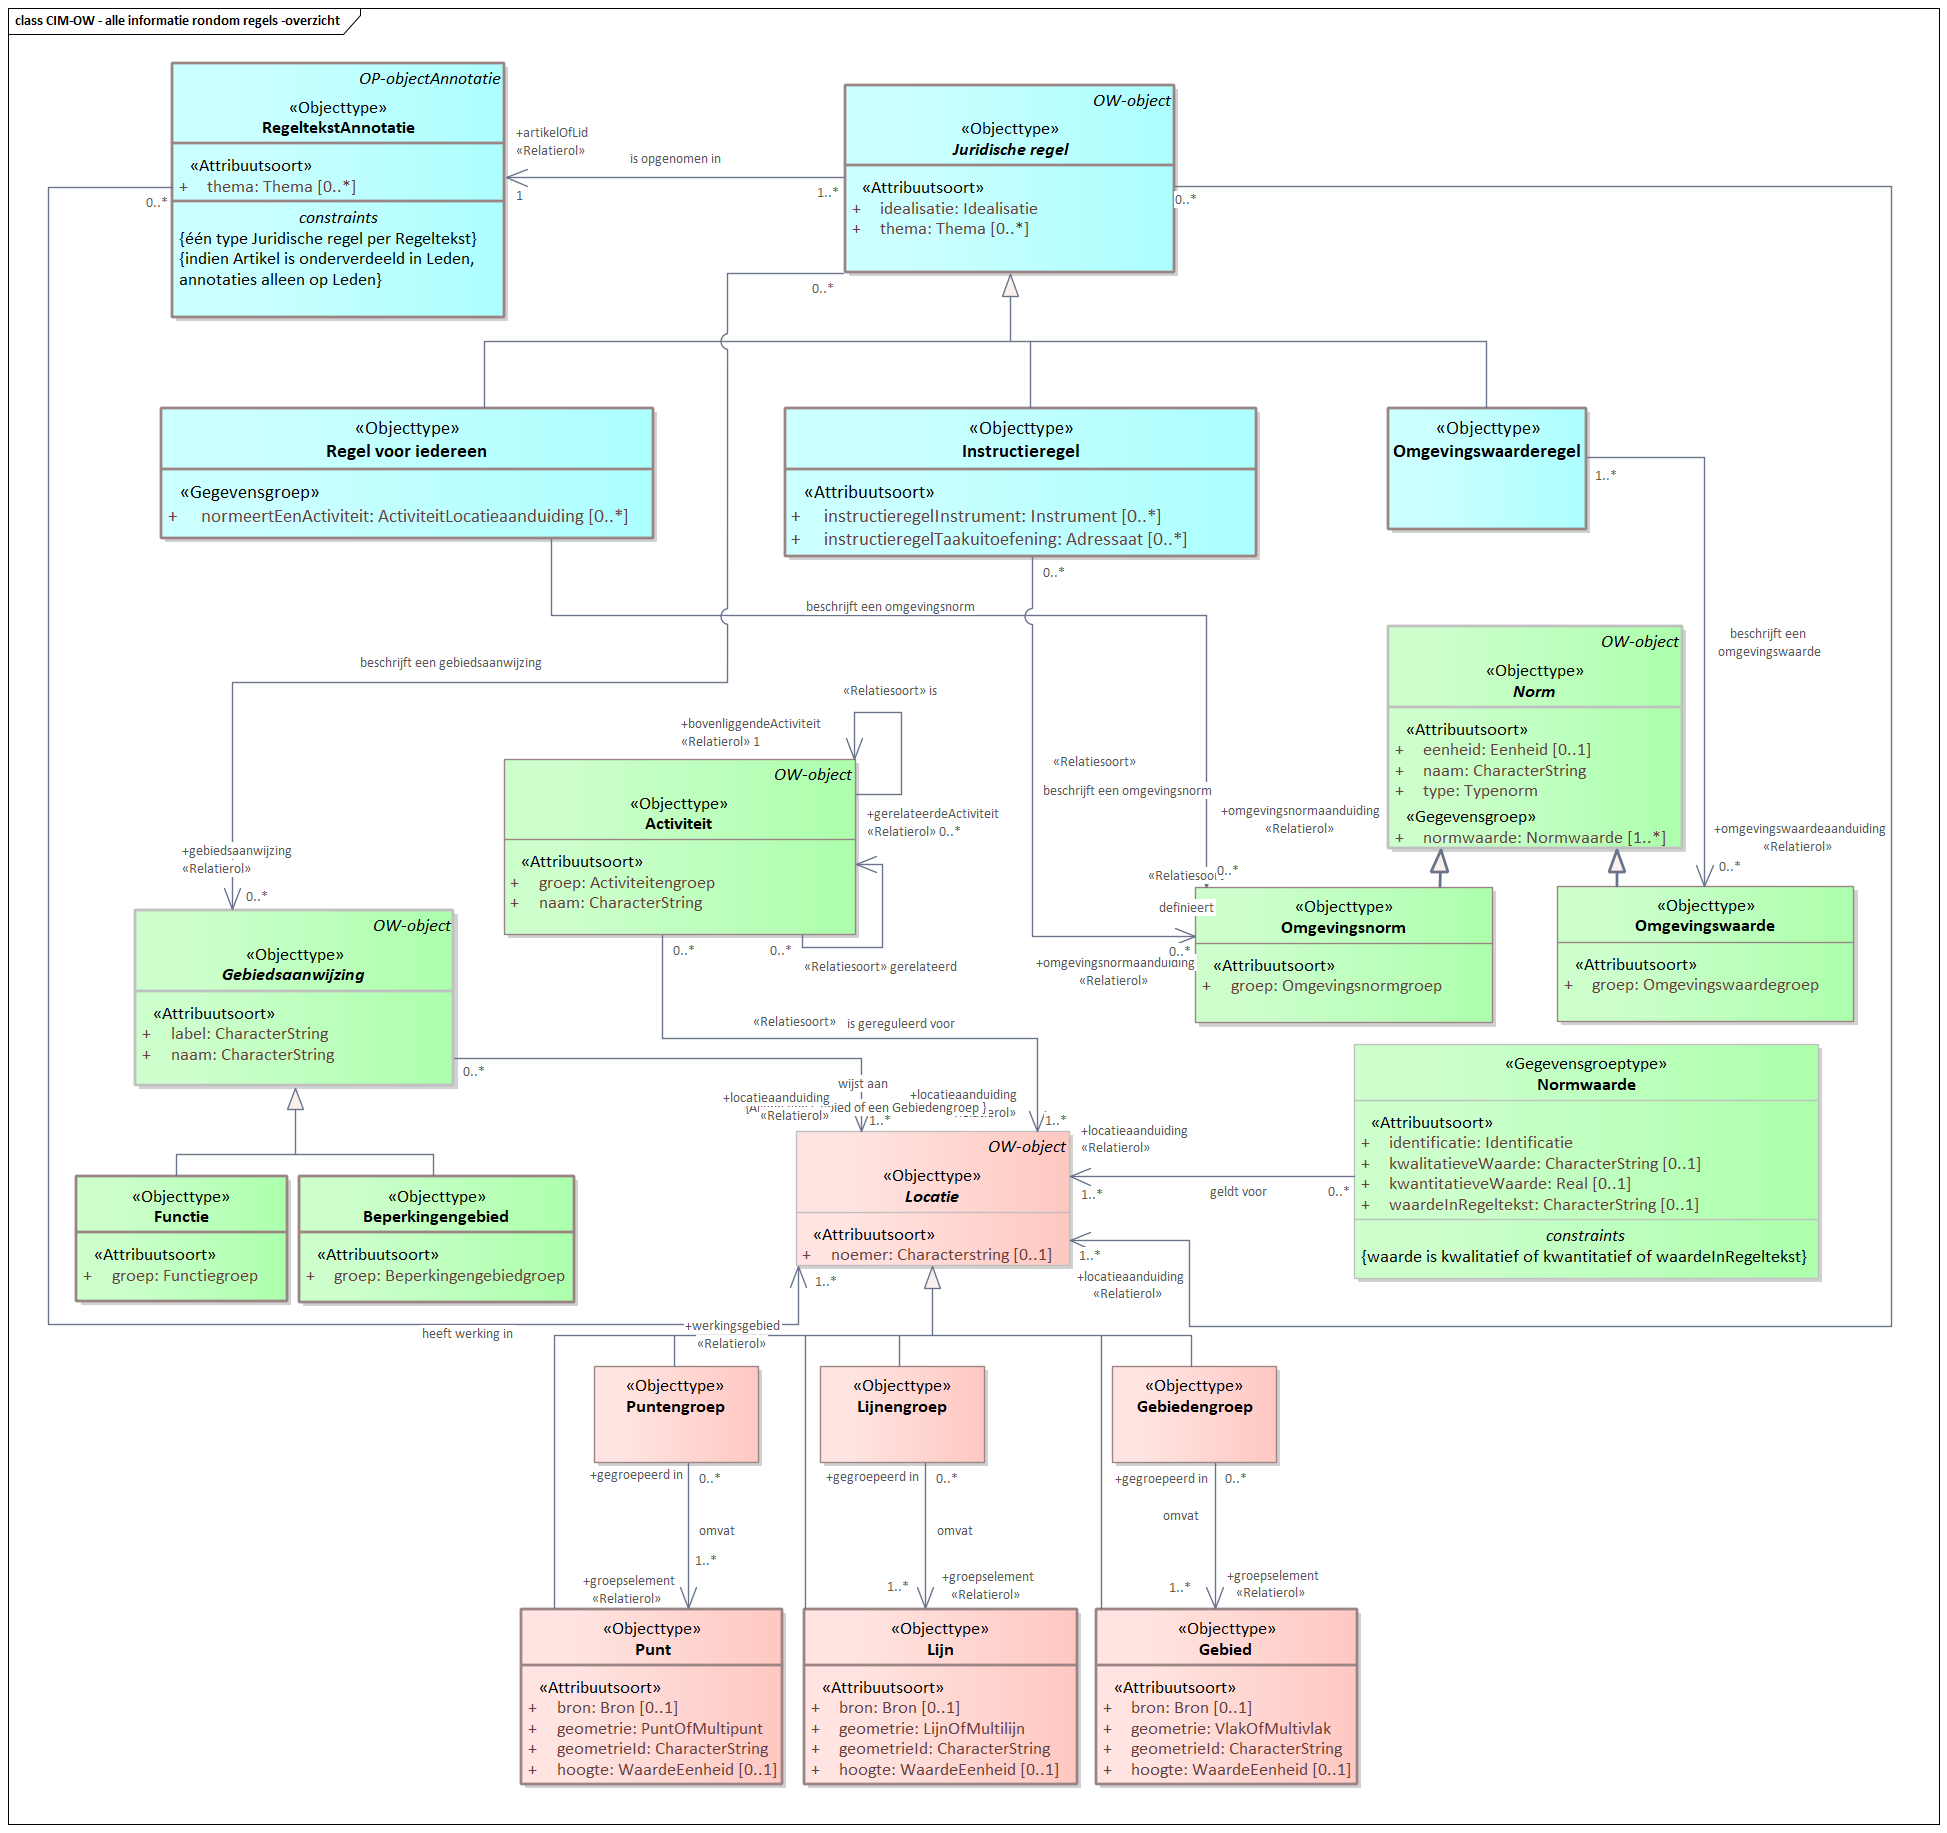 class CIM-OW - alle informatie rondom regels -overzicht
OP-objectAnnotatie
«Objecttype»
RegeltekstAnnotatie
«Attribuutsoort»
+ thema: Thema [0..*]
constraints
{één type Juridische regel per Regeltekst}
{indien Artikel is onderverdeeld in Leden,
annotaties alleen op Leden}
0..*
+artikelOfLid
«Relatierol»
is opgenomen in
1
1..*
OW-object
«Objecttype»
Juridische regel
«Attribuutsoort»
+ idealisatie: Idealisatie
+ thema: Thema [0..*]
0..*
0..*
«Objecttype»
Regel voor iedereen
«Gegevensgroep»
+ normeertEenActiviteit: ActiviteitLocatieaanduiding [0..*]
«Objecttype»
Instructieregel
«Attribuutsoort»
+ instructieregelInstrument: Instrument [0..*]
+ instructieregelTaakuitoefening: Adressaat [0..*]
0..*
«Objecttype»
Omgevingswaarderegel
1..*
beschrijft een omgevingsnorm
beschrijft een gebiedsaanwijzing
beschrijft een
omgevingswaarde
OW-object
«Objecttype»
Norm
«Attribuutsoort»
+ eenheid: Eenheid [0..1]
+ naam: CharacterString
+ type: Typenorm
«Gegevensgroep»
+ normwaarde: Normwaarde [1..*]
«Relatiesoort» is
+bovenliggendeActiviteit
«Relatierol» 1
OW-object
«Objecttype»
Activiteit
«Attribuutsoort»
+ groep: Activiteitengroep
+ naam: CharacterString
+gerelateerdeActiviteit
«Relatierol» 0..*
0..*
0..*
«Relatiesoort» gerelateerd
«Relatiesoort»
beschrijft een omgevingsnorm
+omgevingsnormaanduiding
«Relatierol»
0..*
definieert
0..*
+omgevingsnormaanduiding
«Relatierol»
+omgevingswaardeaanduiding
«Relatierol»
0..*
«Objecttype»
Omgevingsnorm
«Attribuutsoort»
+ groep: Omgevingsnormgroep
«Objecttype»
Omgevingswaarde
«Attribuutsoort»
+ groep: Omgevingswaardegroep
+gebiedsaanwijzing
«Relatierol»
0..*
OW-object
«Objecttype»
Gebiedsaanwijzing
«Attribuutsoort»
+ label: CharacterString
+ naam: CharacterString
0..*
«Relatiesoort» is gereguleerd voor
wijst aan
+locatieaanduiding
«Relatierol»
1..*
+locatieaanduiding
1..*
of een Gebiedengroep }
«Objecttype»
Functie
«Attribuutsoort»
+ groep: Functiegroep
«Objecttype»
Beperkingengebied
«Attribuutsoort»
+ groep: Beperkingengebiedgroep
OW-object
«Objecttype»
Locatie
«Attribuutsoort»
+ noemer: Characterstring [0..1]
+locatieaanduiding
«Relatierol»
1..*
geldt voor
0..*
«Gegevensgroeptype»
Normwaarde
«Attribuutsoort»
+ identificatie: Identificatie
+ kwalitatieveWaarde: CharacterString [0..1]
+ kwantitatieveWaarde: Real [0..1]
+ waardeInRegeltekst: CharacterString [0..1]
constraints
{waarde is kwalitatief of kwantitatief of waardeInRegeltekst}
1..*
+locatieaanduiding
«Relatierol»
1..*
heeft werking in
+werkingsgebied
«Relatierol»
«Objecttype»
Puntengroep
«Objecttype»
Lijnengroep
«Objecttype»
Gebiedengroep
+gegroepeerd in
0..*
omvat
1..*
+groepselement
«Relatierol»
+gegroepeerd in
0..*
omvat
1..*
+groepselement
«Relatierol»
+gegroepeerd in
0..*
omvat
1..*
+groepselement
«Relatierol»
«Objecttype»
Punt
«Attribuutsoort»
+ bron: Bron [0..1]
+ geometrie: PuntOfMultipunt
+ geometrieId: CharacterString
+ hoogte: WaardeEenheid [0..1]
«Objecttype»
Lijn
«Attribuutsoort»
+ bron: Bron [0..1]
+ geometrie: LijnOfMultilijn
+ geometrieId: CharacterString
+ hoogte: WaardeEenheid [0..1]
«Objecttype»
Gebied
«Attribuutsoort»
+ bron: Bron [0..1]
+ geometrie: VlakOfMultivlak
+ geometrieId: CharacterString
+ hoogte: WaardeEenheid [0..1]